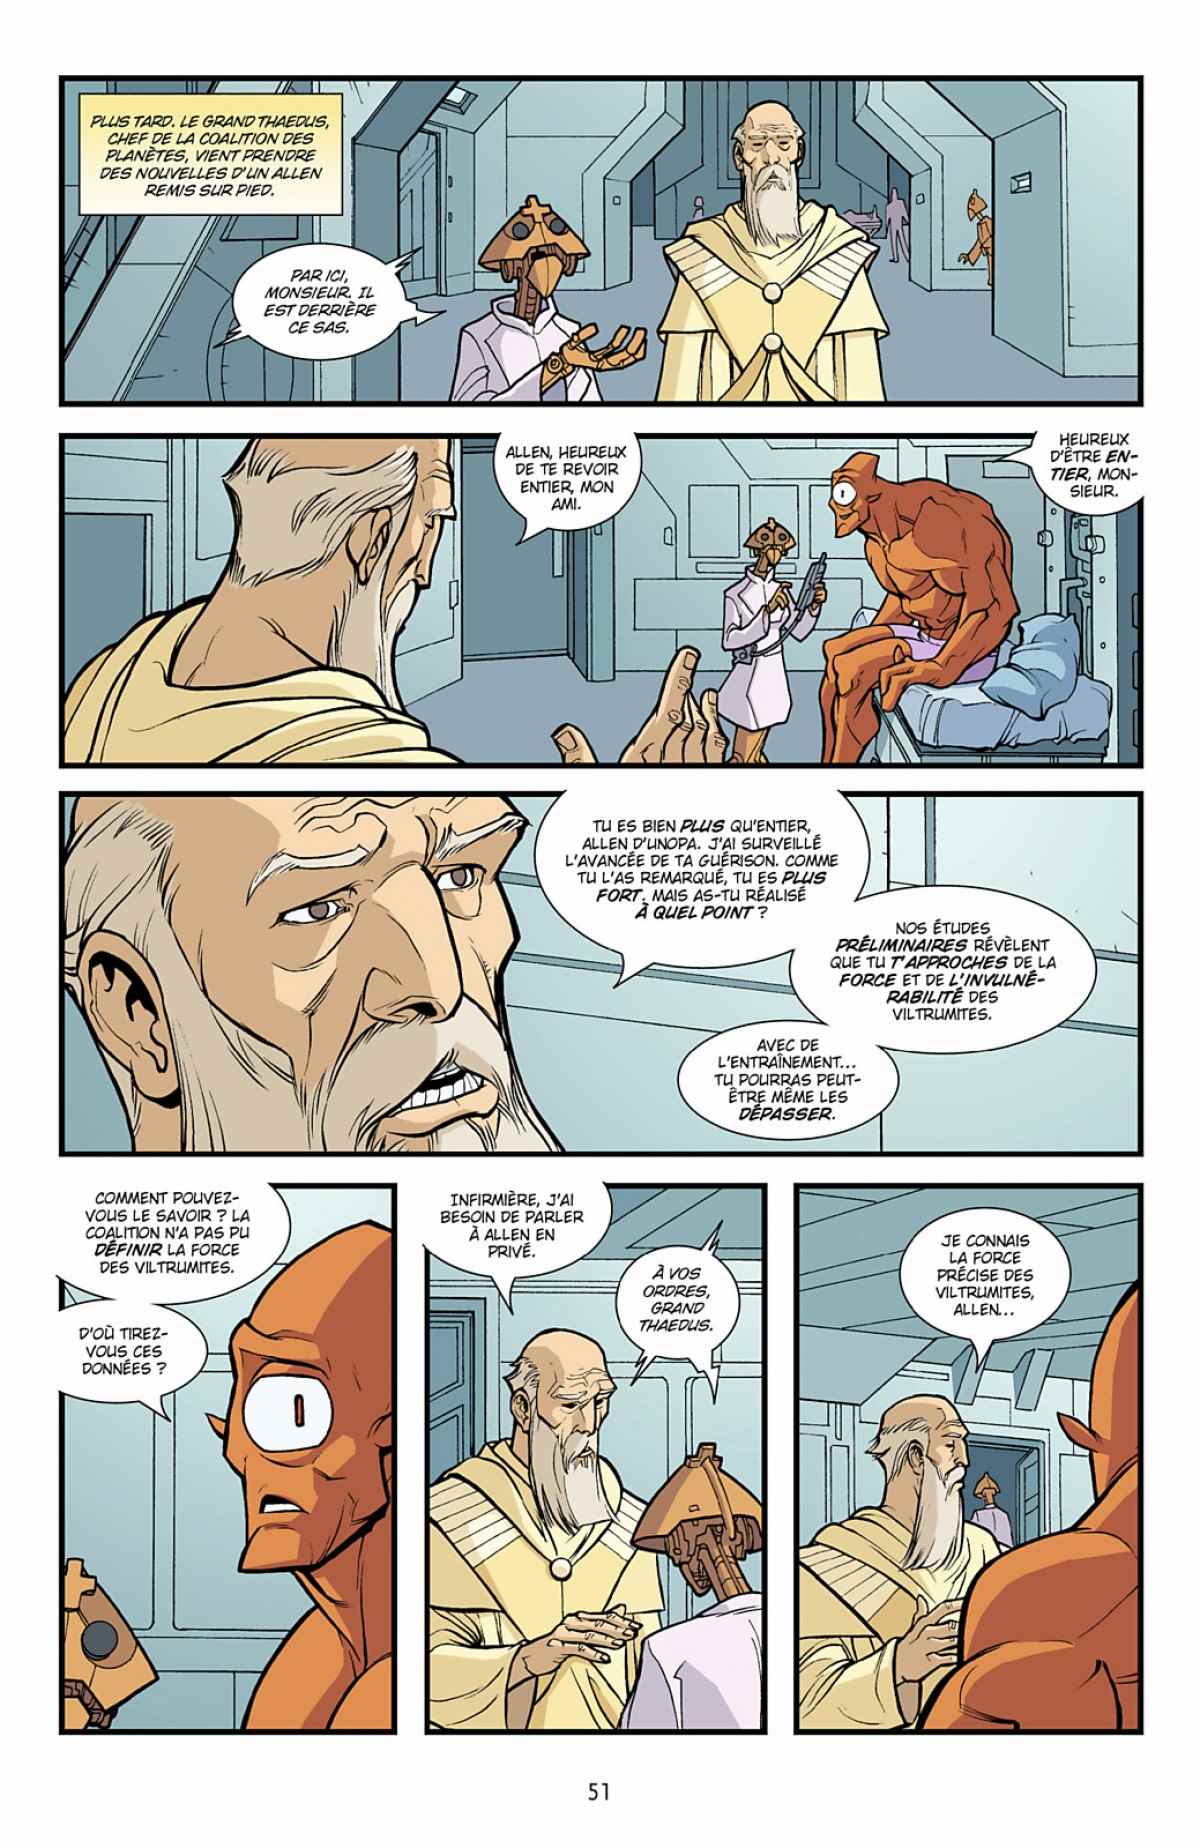 PLUS TARD. LE GRAND THAEDUS,
CHEF DE LA COALITION DES
PLANÈTES, VIENT PRENDRE
DES NOUVELLES D'UN ALLEN
REMIS SUR PIED.
PAR ICI,
MONSIEUR. IL
EST DERRIÈRE
CE SAS.
ALLEN, HEUREUX
DE TE REVOIR
ENTIER, MON
AMI.
HEUREUX
D'ÊTRE EN-
TIER, MON-
SIEUR.
TU ES BIEN PLUS QU'ENTIER,
ALLEN D'UNOPA. J'AI SURVEILLÉ
L'AVANCÉE DE TA GUÉRISON. COMME
TU L'AS REMARQUÉ, TU ES PLUS
FORT. MAIS AS-TU RÉALISÉ
À QUEL POINT ?
NOS ÉTUDES
PRÉLIMINAIRES RÉVÈLENT
QUE TU T'APPROCHES DE LA
FORCE ET DE L'INVULNÉ-
RABILITÉ DES
VILTRUMITES.
AVEC DE
L'ENTRAÎNEMENT...
TU POURRAS PEUT-
ÊTRE MÊME LES
DÉPASSER.
COMMENT POUVEZ-
VOUS LE SAVOIR ? LA
COALITION N'A PAS PU
DÉFINIR LA FORCE
DES VILTRUMITES.
D'OÙ TIREZ-
VOUS CES
DONNÉES ?
INFIRMIÈRE, J'AI
BESOIN DE PARLER
À ALLEN EN
PRIVÉ.
À VOS
ORDRES,
GRAND
THAEDUS.
JE CONNAIS
LA FORCE
PRÉCISE DES
VILTRUMITES,
ALLEN...
51